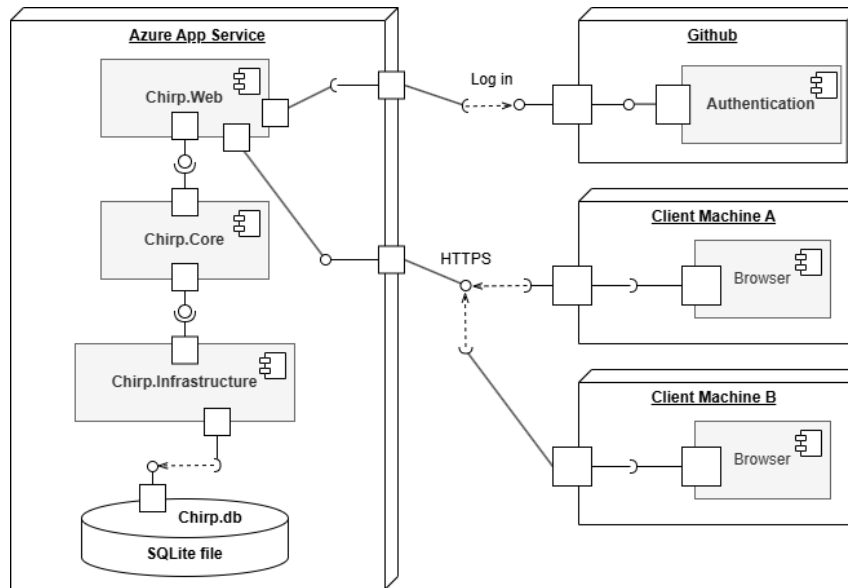 Azure App Service
Chirp.Web
Chirp.Core
Chirp.Infrastructure
Chirp.db
SQLite file
Log in
HTTPS
Github
Authentication
Client Machine A
Browser
Client Machine B
Browser